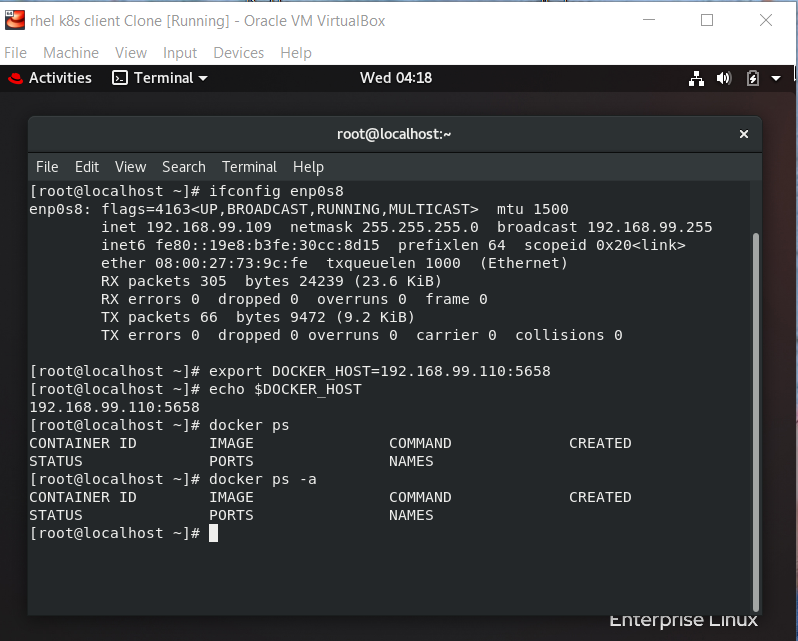 rhel k8s client Clone [Running] - Oracle VM VirtualBox
File Machine View Input Devices Help
Activities Terminal Wed 04:18
root@localhost:~
File Edit View Search Terminal Help
[root@localhost ~]# ifconfig enp0s8
enp0s8: flags=4163<UP,BROADCAST,RUNNING,MULTICAST>  mtu 1500
        inet 192.168.99.109  netmask 255.255.255.0  broadcast 192.168.99.255
        inet6 fe80::19e8:b3fe:30cc:8d15  prefixlen 64  scopeid 0x20<link>
        ether 08:00:27:73:9c:fe  txqueuelen 1000  (Ethernet)
        RX packets 305  bytes 24239 (23.6 KiB)
        RX errors 0  dropped 0  overruns 0  frame 0
        TX packets 66  bytes 9472 (9.2 KiB)
        TX errors 0  dropped 0 overruns 0  carrier 0  collisions 0
[root@localhost ~]# export DOCKER_HOST=192.168.99.110:5658
[root@localhost ~]# echo $DOCKER_HOST
192.168.99.110:5658
[root@localhost ~]# docker ps
CONTAINER ID        IMAGE               COMMAND             CREATED
STATUS              PORTS               NAMES
[root@localhost ~]# docker ps -a
CONTAINER ID        IMAGE               COMMAND             CREATED
STATUS              PORTS               NAMES
[root@localhost ~]#
Enterprise Linux